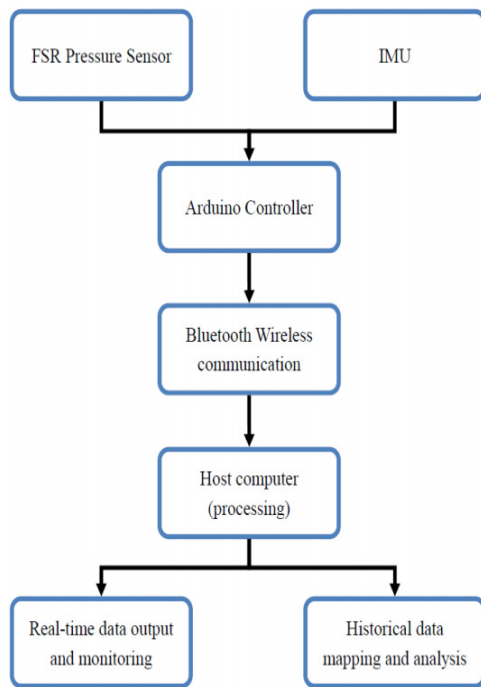 FSR Pressure Sensor
IMU
Arduino Controller
Bluetooth Wireless
communication
Host computer
(processing)
Real-time data output
and monitoring
Historical data
mapping and analysis